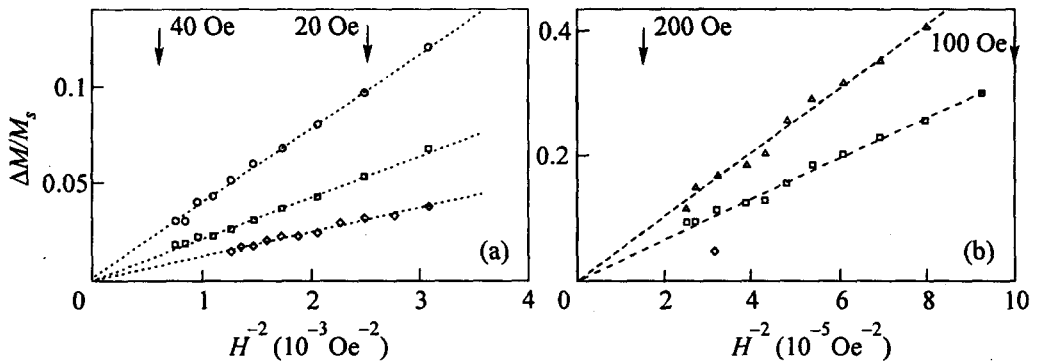 40 Oe
20 Oe
0.1
0.05
0
1
2
3
4
ΔM/Mₛ
H⁻² (10⁻³ Oe⁻²)
(a)
200 Oe
100 Oe
0.4
0.2
0
2
4
6
8
10
H⁻² (10⁻⁵ Oe⁻²)
(b)